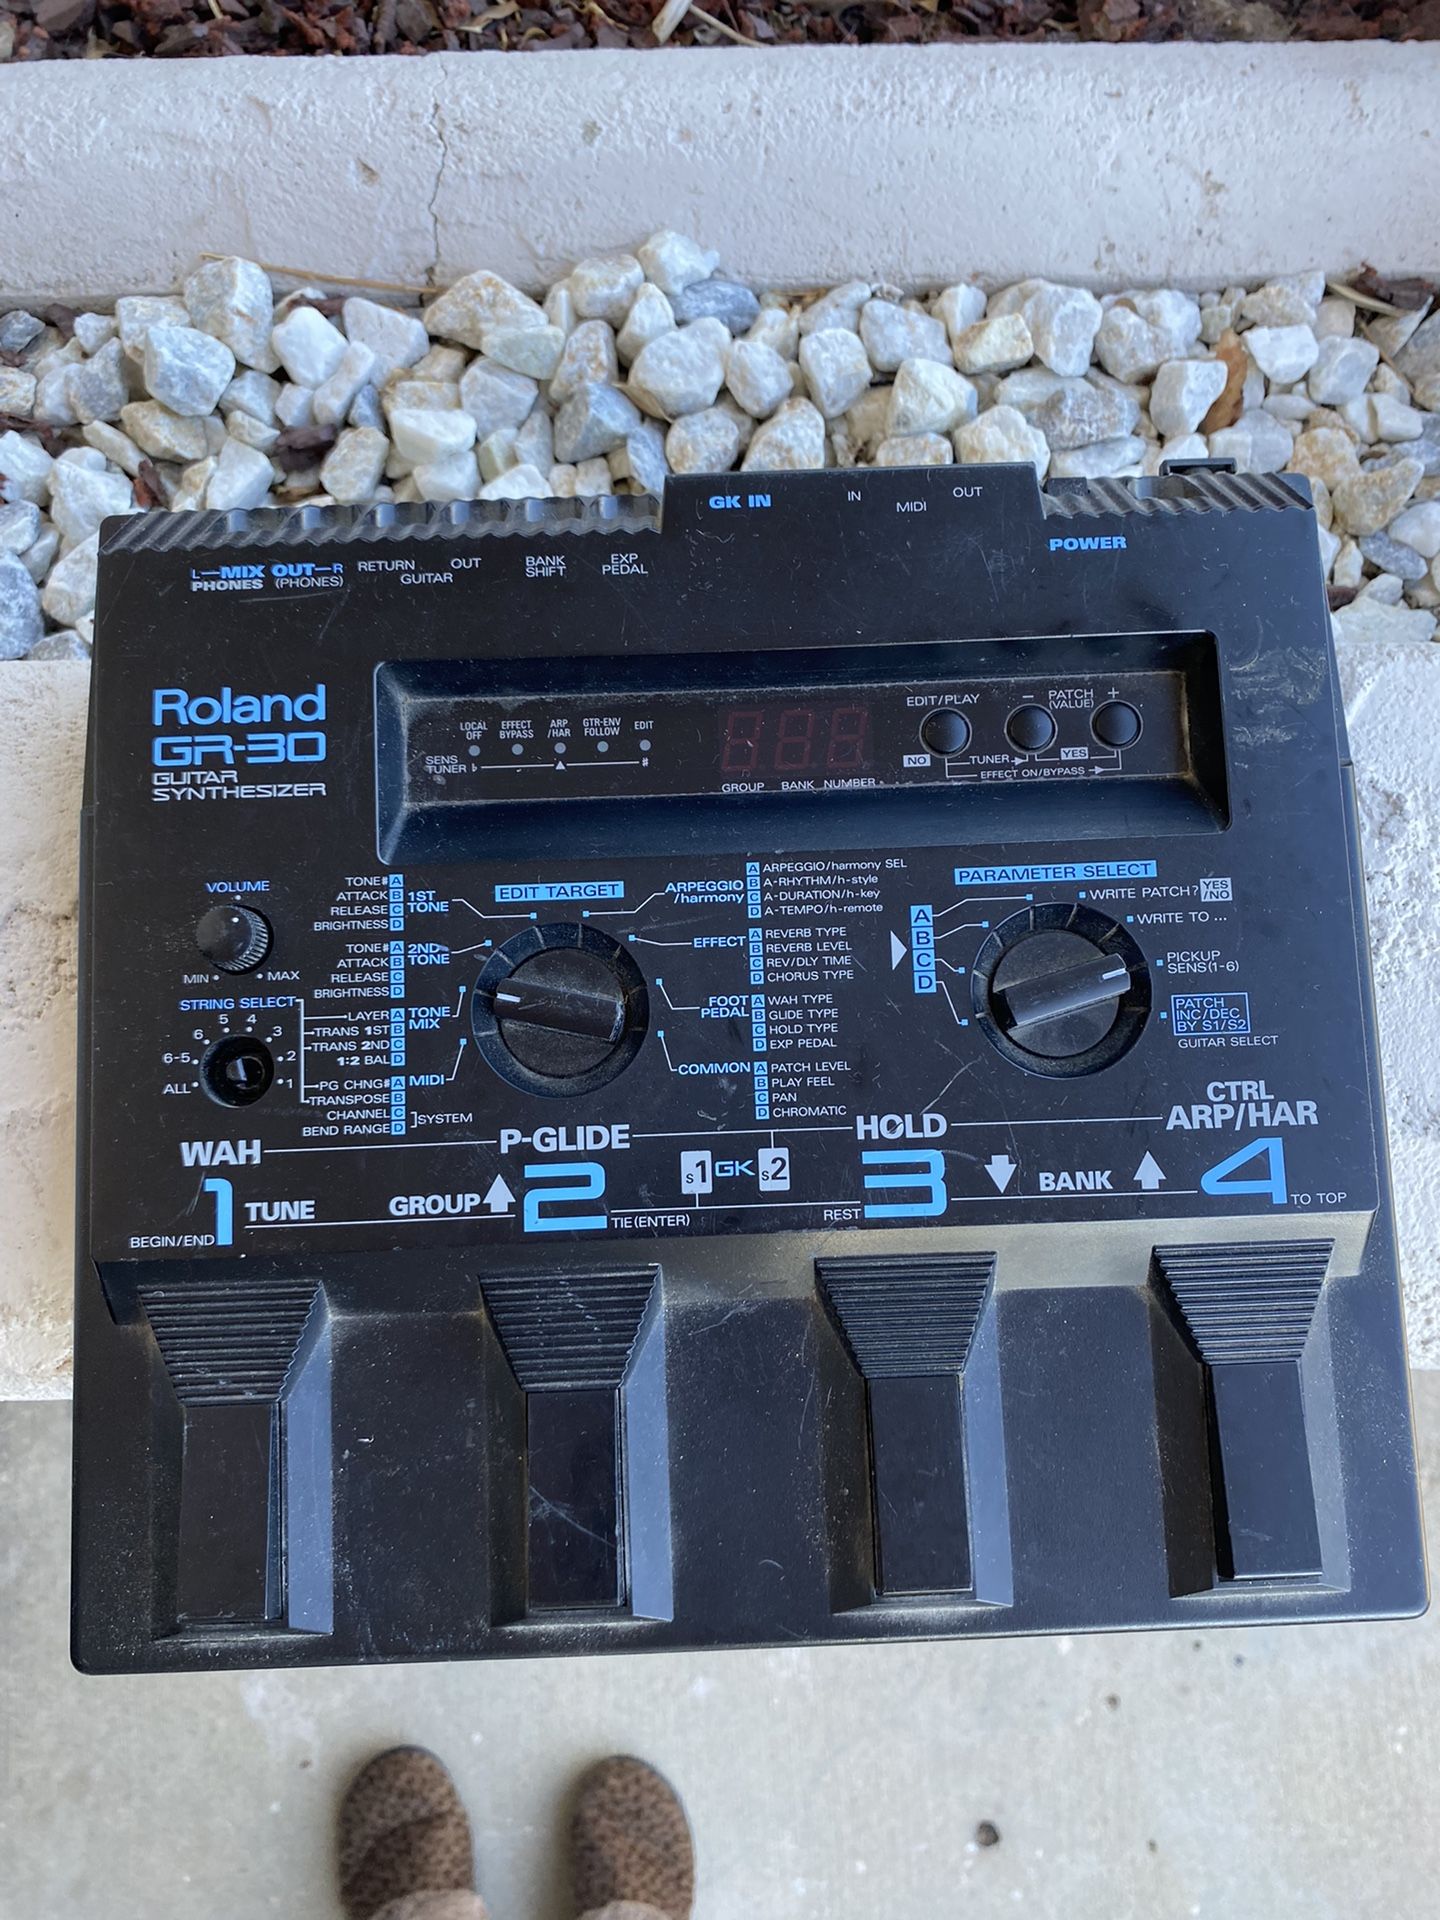 GK IN
IN MIDI OUT
POWER
L—MIX OUT—R
PHONES (PHONES)
RETURN OUT
GUITAR
BANK
SHIFT
EXP
PEDAL
Roland
GR-30
GUITAR
SYNTHESIZER
LOCAL
OFF
EFFECT
BYPASS
ARP
/HAR
GTR-ENV
FOLLOW
EDIT
SENS
TUNER ♭ ▲ #
GROUP BANK NUMBER
EDIT/PLAY
− PATCH +
(VALUE)
NO TUNER YES
EFFECT ON/BYPASS
VOLUME
MIN MAX
STRING SELECT
ALL 6-5 6 5 4 3 2 1
EDIT TARGET
1ST
TONE
TONE# A
ATTACK B
RELEASE C
BRIGHTNESS D
2ND
TONE
TONE# A
ATTACK B
RELEASE C
BRIGHTNESS D
TONE
MIX
LAYER A
TRANS 1ST B
TRANS 2ND C
1:2 BAL D
MIDI
PG CHNG# A
TRANSPOSE B
CHANNEL C
BEND RANGE D
SYSTEM
ARPEGGIO
/harmony
A ARPEGGIO/harmony SEL
B A-RHYTHM/h-style
C A-DURATION/h-key
D A-TEMPO/h-remote
EFFECT
A REVERB TYPE
B REVERB LEVEL
C REV/DLY TIME
D CHORUS TYPE
FOOT
PEDAL
A WAH TYPE
B GLIDE TYPE
C HOLD TYPE
D EXP PEDAL
COMMON
A PATCH LEVEL
B PLAY FEEL
C PAN
D CHROMATIC
PARAMETER SELECT
A
B
C
D
WRITE PATCH? YES
/NO
WRITE TO ...
PICKUP
SENS(1-6)
PATCH
INC/DEC
BY S1/S2
GUITAR SELECT
WAH P-GLIDE HOLD CTRL
ARP/HAR
1 TUNE GROUP 2 S1 GK S2 3 BANK 4
BEGIN/END TIE(ENTER) REST TO TOP